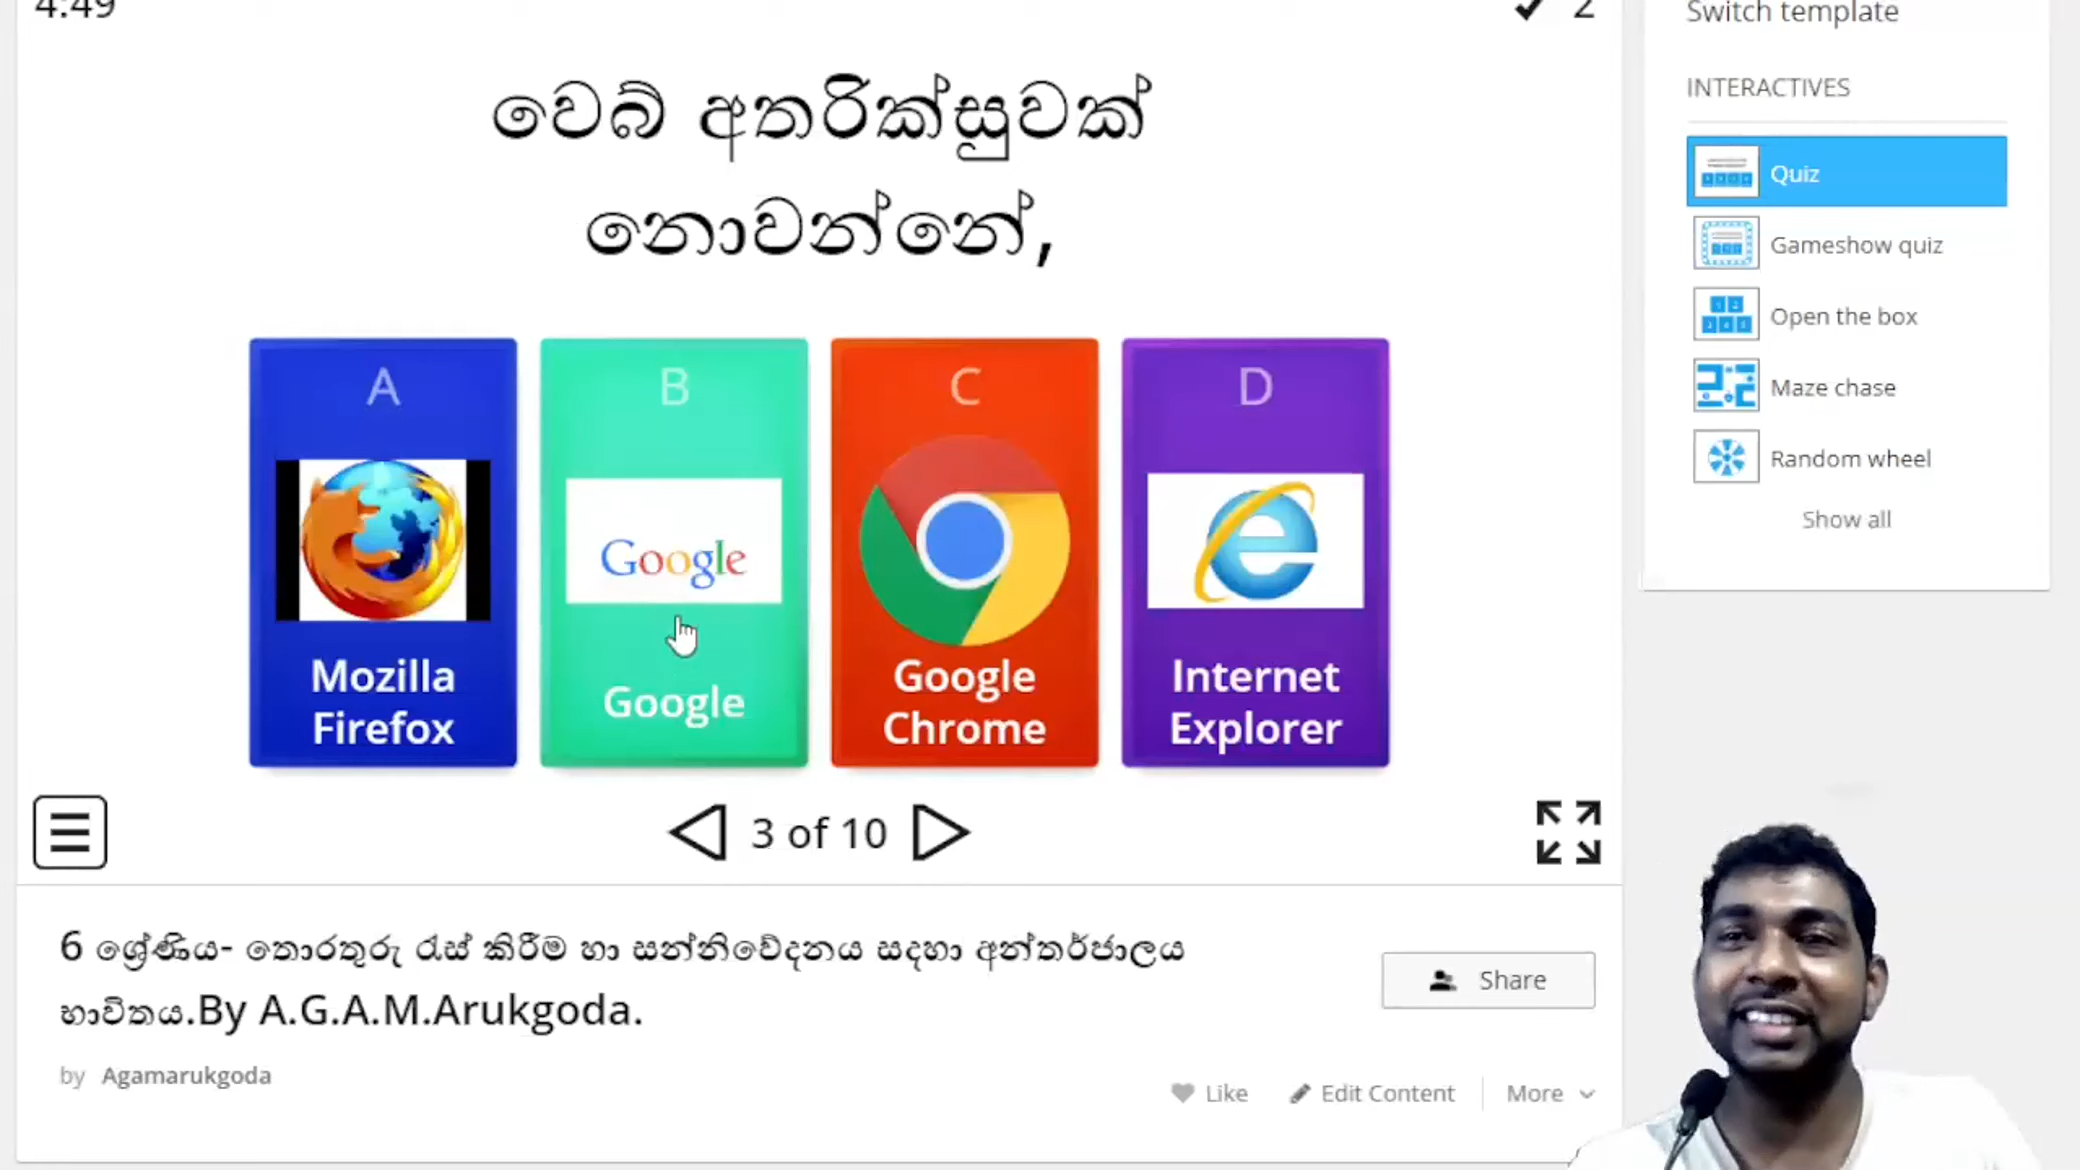 4:49
2
වෙබ් අතරික්සුවක්
නොවන්නේ,
A
B
C
D
Google
Mozilla
Firefox
Google
Google
Chrome
Internet
Explorer
3 of 10
6 ශ්‍රේණිය- තොරතුරු රැස් කිරීම හා සන්නිවේදනය සදහා අන්තර්ජාලය
භාවිතය.By A.G.A.M.Arukgoda.
by Agamarukgoda
Share
Like
Edit Content
More
Switch template
INTERACTIVES
Quiz
Gameshow quiz
Open the box
Maze chase
Random wheel
Show all